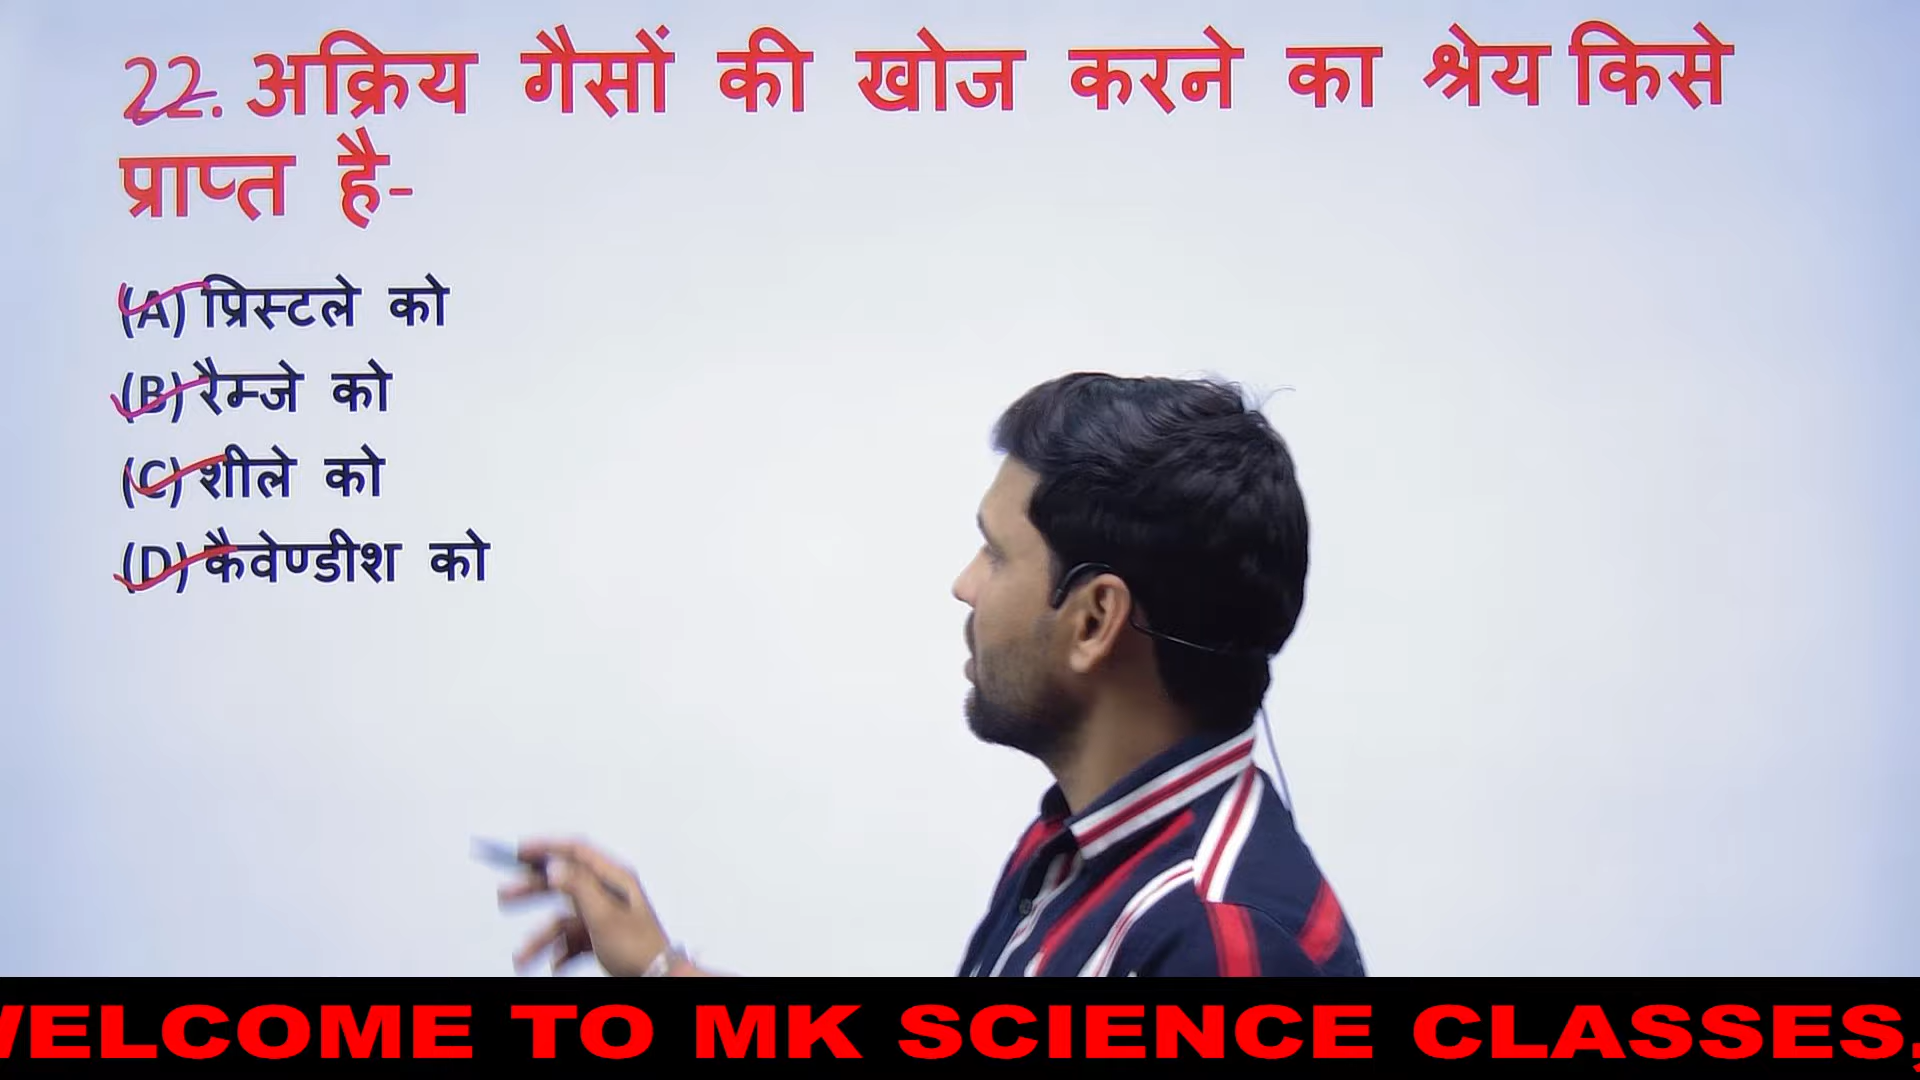 22. अक्रिय गैसों की खोज करने का श्रेय किसे
प्राप्त है-
(A) प्रिस्टले को
(B) रैम्जे को
(C) शीले को
(D) कैवेण्डीश को
WELCOME TO MK SCIENCE CLASSES,